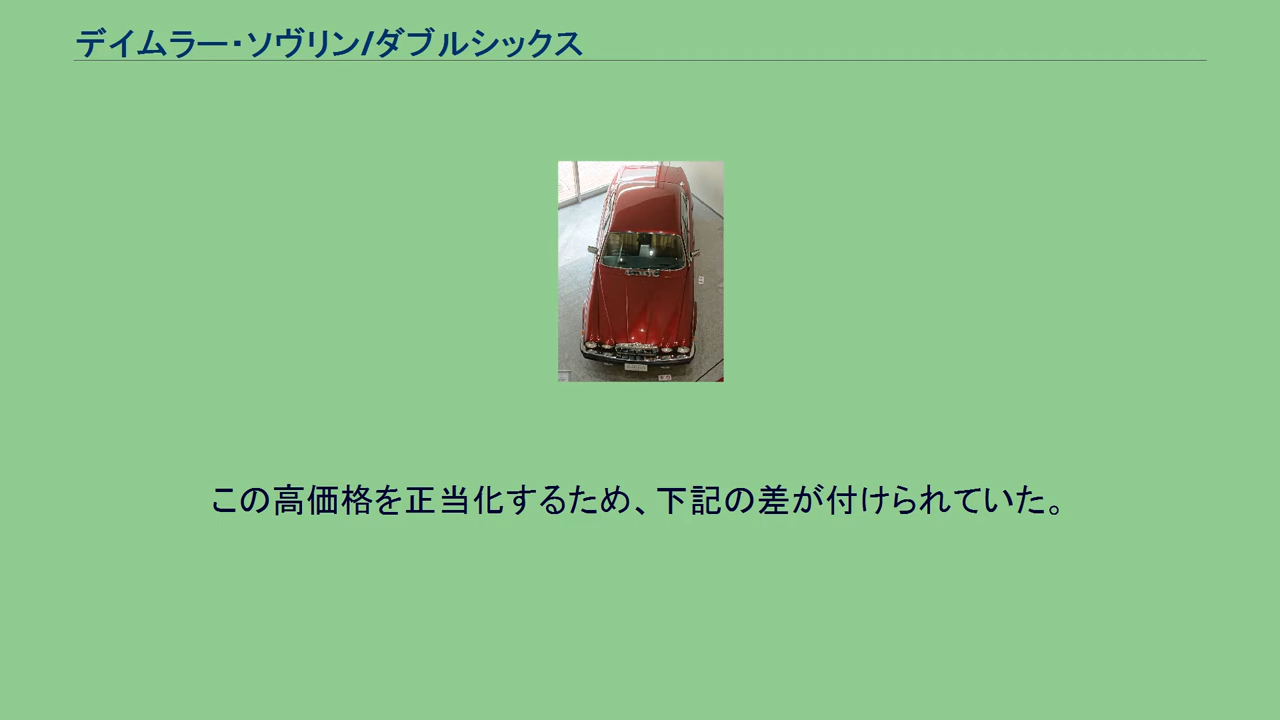 デイムラー・ソヴリン/ダブルシックス
この高価格を正当化するため、下記の差が付けられていた。